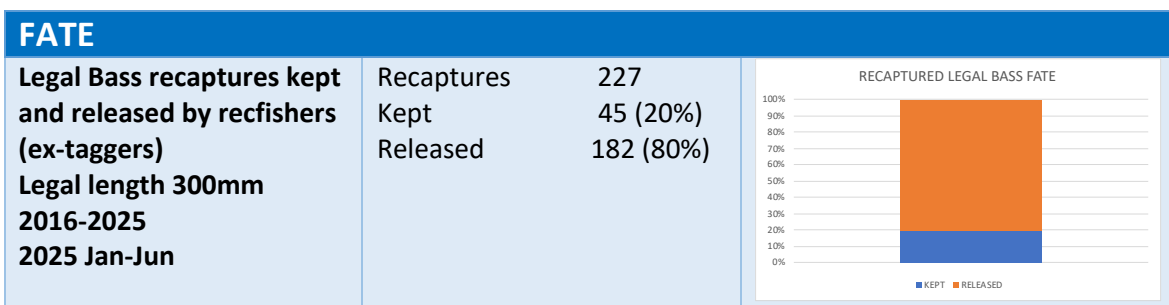 FATE
Legal Bass recaptures kept
and released by recfishers
(ex-taggers)
Legal length 300mm
2016-2025
2025 Jan-Jun
Recaptures 227
Kept 45 (20%)
Released 182 (80%)
RECAPTURED LEGAL BASS FATE
100%
90%
80%
70%
60%
50%
40%
30%
20%
10%
0%
KEPT RELEASED